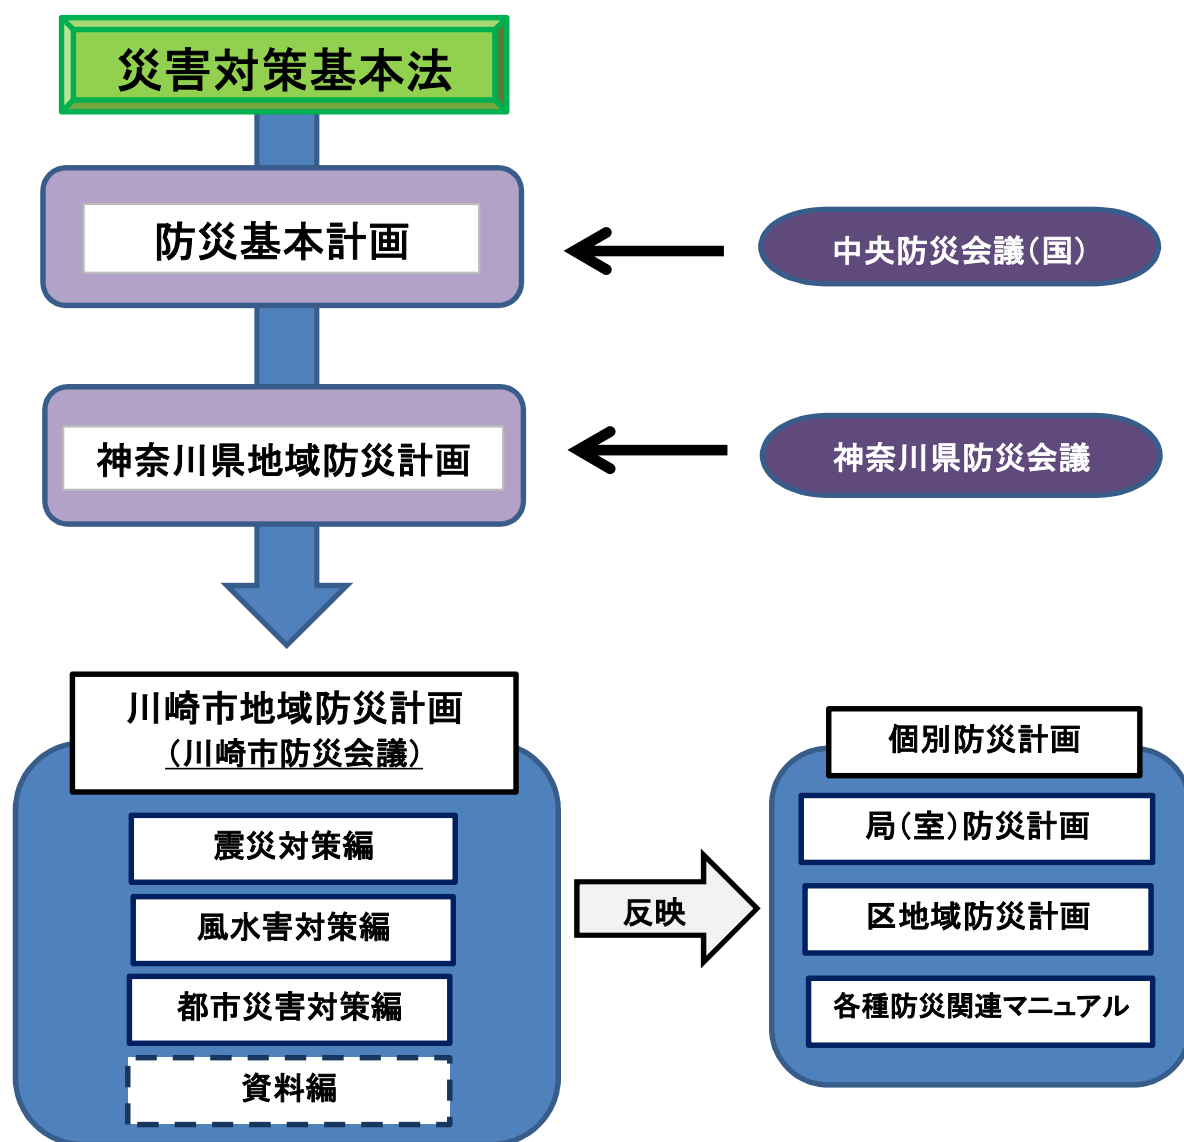 災害対策基本法
防災基本計画
中央防災会議(国)
神奈川県地域防災計画
神奈川県防災会議
川崎市地域防災計画
(川崎市防災会議)
震災対策編
風水害対策編
都市災害対策編
資料編
反映
個別防災計画
局(室)防災計画
区地域防災計画
各種防災関連マニュアル